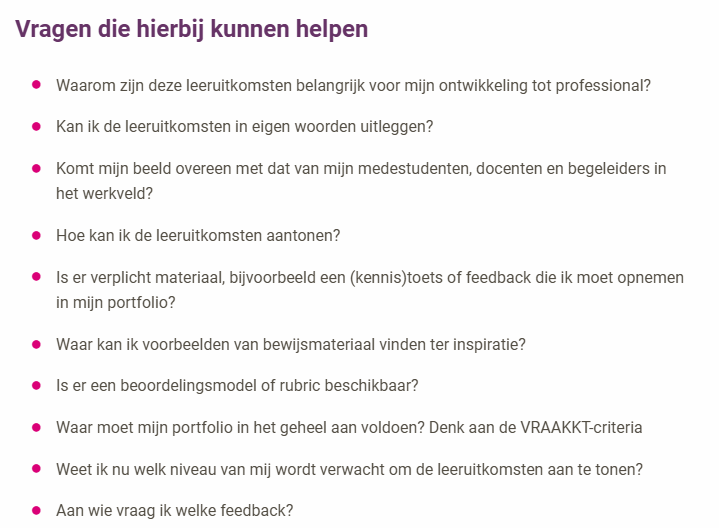 Vragen die hierbij kunnen helpen
Waarom zijn deze leeruitkomsten belangrijk voor mijn ontwikkeling tot professional?
Kan ik de leeruitkomsten in eigen woorden uitleggen?
Komt mijn beeld overeen met dat van mijn medestudenten, docenten en begeleiders in
het werkveld?
Hoe kan ik de leeruitkomsten aantonen?
Is er verplicht materiaal, bijvoorbeeld een (kennis)toets of feedback die ik moet opnemen
in mijn portfolio?
Waar kan ik voorbeelden van bewijsmateriaal vinden ter inspiratie?
Is er een beoordelingsmodel of rubric beschikbaar?
Waar moet mijn portfolio in het geheel aan voldoen? Denk aan de VRAAKKT-criteria
Weet ik nu welk niveau van mij wordt verwacht om de leeruitkomsten aan te tonen?
Aan wie vraag ik welke feedback?